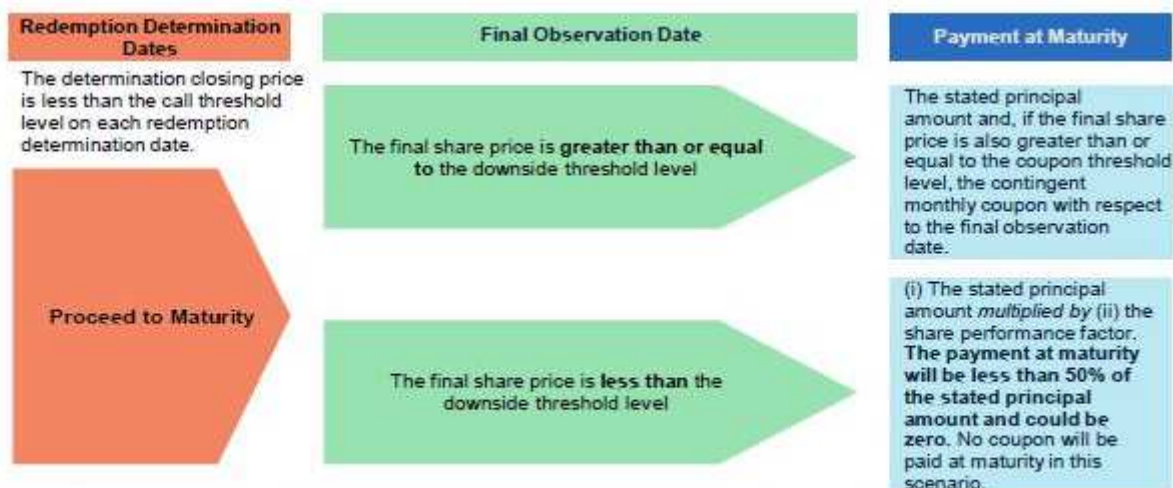 Redemption Determination
Dates
The determination closing price
is less than the call threshold
level on each redemption
determination date.
Proceed to Maturity
Final Observation Date
The final share price is greater than or equal
to the downside threshold level
The final share price is less than the
downside threshold level
Payment at Maturity
The stated principal
amount and, if the final share
price is also greater than or
equal to the coupon threshold
level, the contingent
monthly coupon with respect
to the final observation
date.
(i) The stated principal
amount multiplied by (ii) the
share performance factor.
The payment at maturity
will be less than 50% of
the stated principal
amount and could be
zero. No coupon will be
paid at maturity in this
scenario.